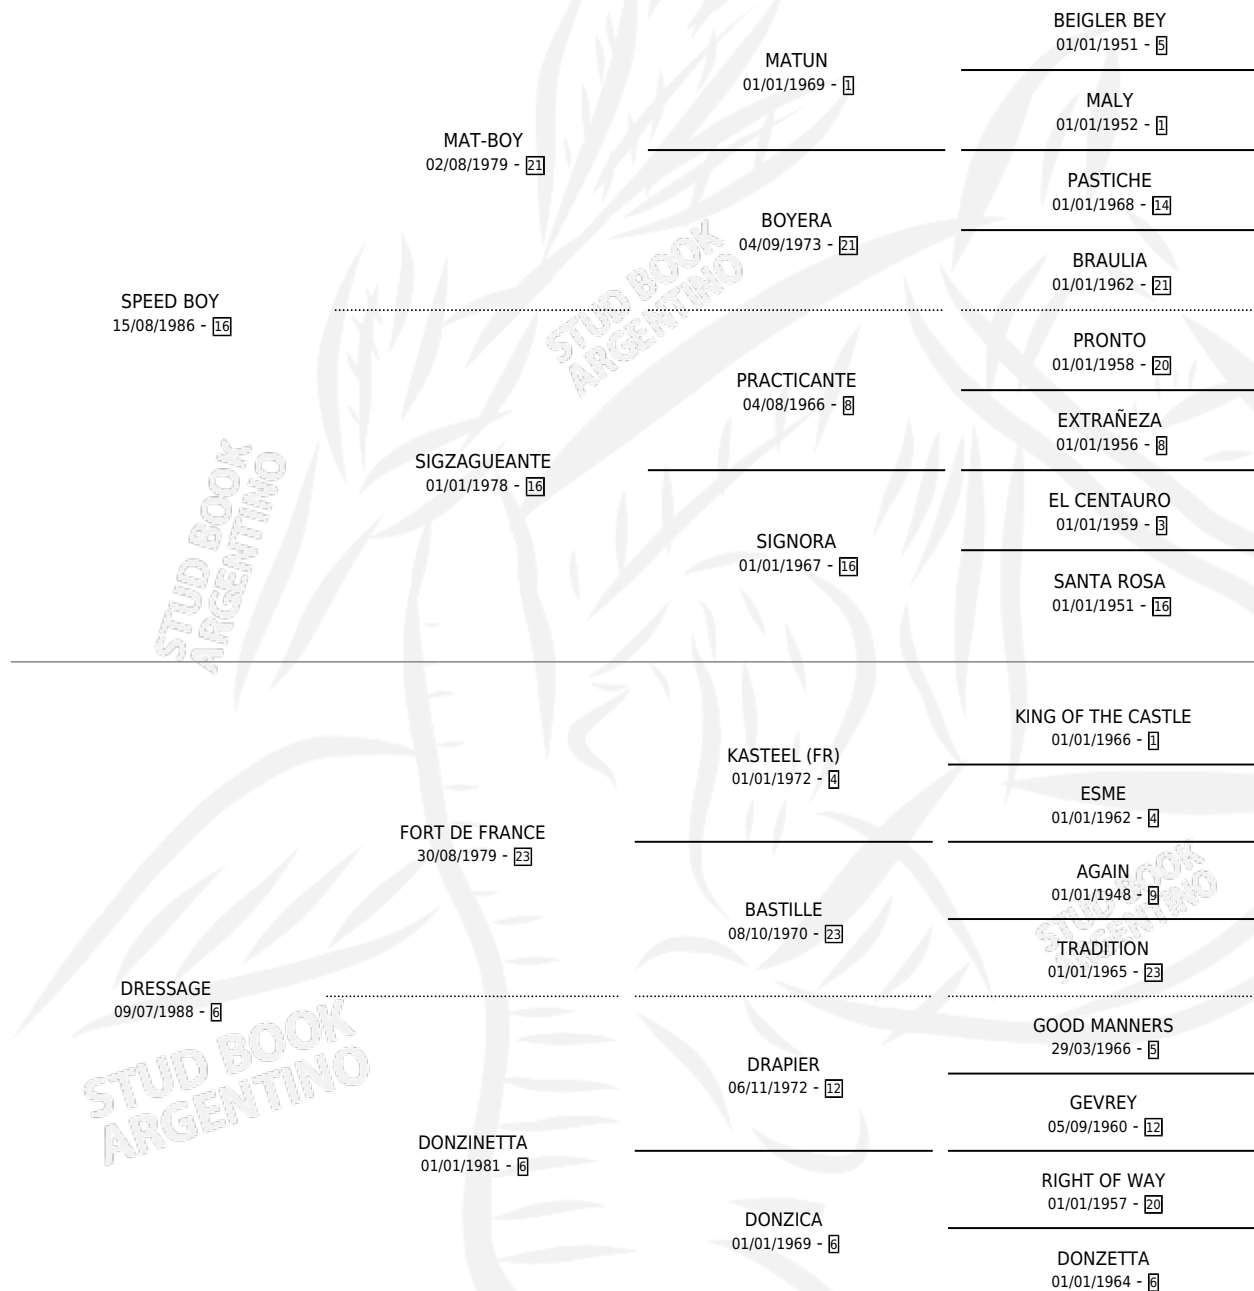 BEIGLER BEY
01/01/1951 - 5
MATUN
01/01/1969 - 1
MALY
01/01/1952 - 1
MAT-BOY
02/08/1979 - 21
PASTICHE
01/01/1968 - 14
BOYERA
04/09/1973 - 21
BRAULIA
01/01/1962 - 21
SPEED BOY
15/08/1986 - 16
PRONTO
01/01/1958 - 20
PRACTICANTE
04/08/1966 - 8
EXTRAÑEZA
01/01/1956 - 8
SIGZAGUEANTE
01/01/1978 - 16
EL CENTAURO
01/01/1959 - 3
SIGNORA
01/01/1967 - 16
SANTA ROSA
01/01/1951 - 16
KING OF THE CASTLE
01/01/1966 - 1
KASTEEL (FR)
01/01/1972 - 4
ESME
01/01/1962 - 4
FORT DE FRANCE
30/08/1979 - 23
AGAIN
01/01/1948 - 9
BASTILLE
08/10/1970 - 23
TRADITION
01/01/1965 - 23
DRESSAGE
09/07/1988 - 6
GOOD MANNERS
29/03/1966 - 5
DRAPIER
06/11/1972 - 12
GEVREY
05/09/1960 - 12
DONZINETTA
01/01/1981 - 6
RIGHT OF WAY
01/01/1957 - 20
DONZICA
01/01/1969 - 6
DONZETTA
01/01/1964 - 6
STUD BOOK
ARGENTINO
STUD BOOK
ARGENTINO
STUD BOOK
ARGENTINO
STUD BOOK
ARGENTINO